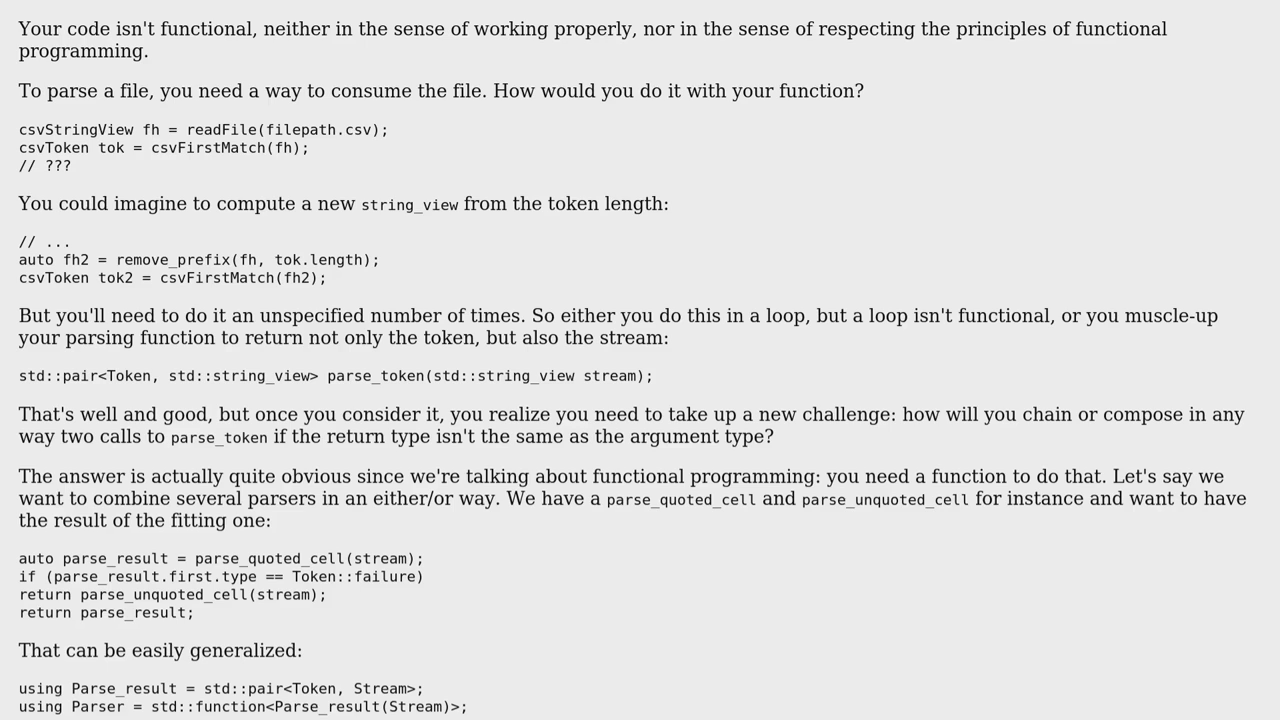 Your code isn't functional, neither in the sense of working properly, nor in the sense of respecting the principles of functional
programming.
To parse a file, you need a way to consume the file. How would you do it with your function?
csvStringView fh = readFile(filepath.csv);
csvToken tok = csvFirstMatch(fh);
// ???
You could imagine to compute a new string_view from the token length:
// ...
auto fh2 = remove_prefix(fh, tok.length);
csvToken tok2 = csvFirstMatch(fh2);
But you'll need to do it an unspecified number of times. So either you do this in a loop, but a loop isn't functional, or you muscle-up
your parsing function to return not only the token, but also the stream:
std::pair<Token, std::string_view> parse_token(std::string_view stream);
That's well and good, but once you consider it, you realize you need to take up a new challenge: how will you chain or compose in any
way two calls to parse_token if the return type isn't the same as the argument type?
The answer is actually quite obvious since we're talking about functional programming: you need a function to do that. Let's say we
want to combine several parsers in an either/or way. We have a parse_quoted_cell and parse_unquoted_cell for instance and want to have
the result of the fitting one:
auto parse_result = parse_quoted_cell(stream);
if (parse_result.first.type == Token::failure)
return parse_unquoted_cell(stream);
return parse_result;
That can be easily generalized:
using Parse_result = std::pair<Token, Stream>;
using Parser = std::function<Parse_result(Stream)>;